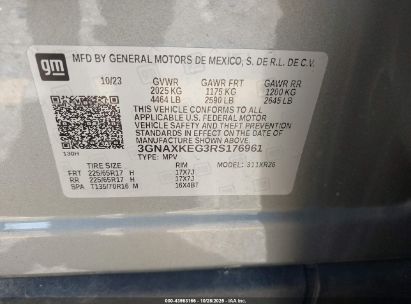 gm
MFD BY GENERAL MOTORS DE MEXICO, S. DE R.L. DE C.V.
10/23 GVWR GAWR FRT GAWR RR
2025 KG 1175 KG 1200 KG
4464 LB 2590 LB 2645 LB
THIS VEHICLE CONFORMS TO ALL
APPLICABLE U.S. FEDERAL MOTOR
VEHICLE SAFETY AND THEFT PREVENTION
STANDARDS IN EFFECT ON THE DATE OF
MANUFACTURE SHOWN ABOVE.
3GNAXKEG3RS176961
130H TYPE: MPV MODEL: 311XR26
TIRE SIZE RIM
FRT 225/65R17 H 17X7J
RR 225/65R17 H 17X7J
SPA T135/70R16 M 16X4BT